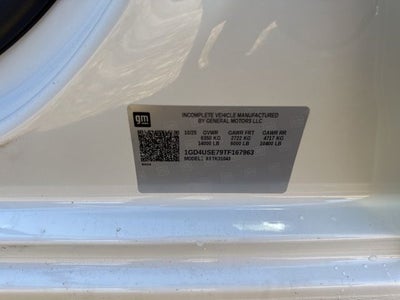 gm
INCOMPLETE VEHICLE MANUFACTURED
BY GENERAL MOTORS LLC
10/25 GVWR GAWR FRT GAWR RR
6350 KG 2722 KG 4717 KG
14000 LB 6000 LB 10400 LB
1GD4USE79TF167963
MODEL: